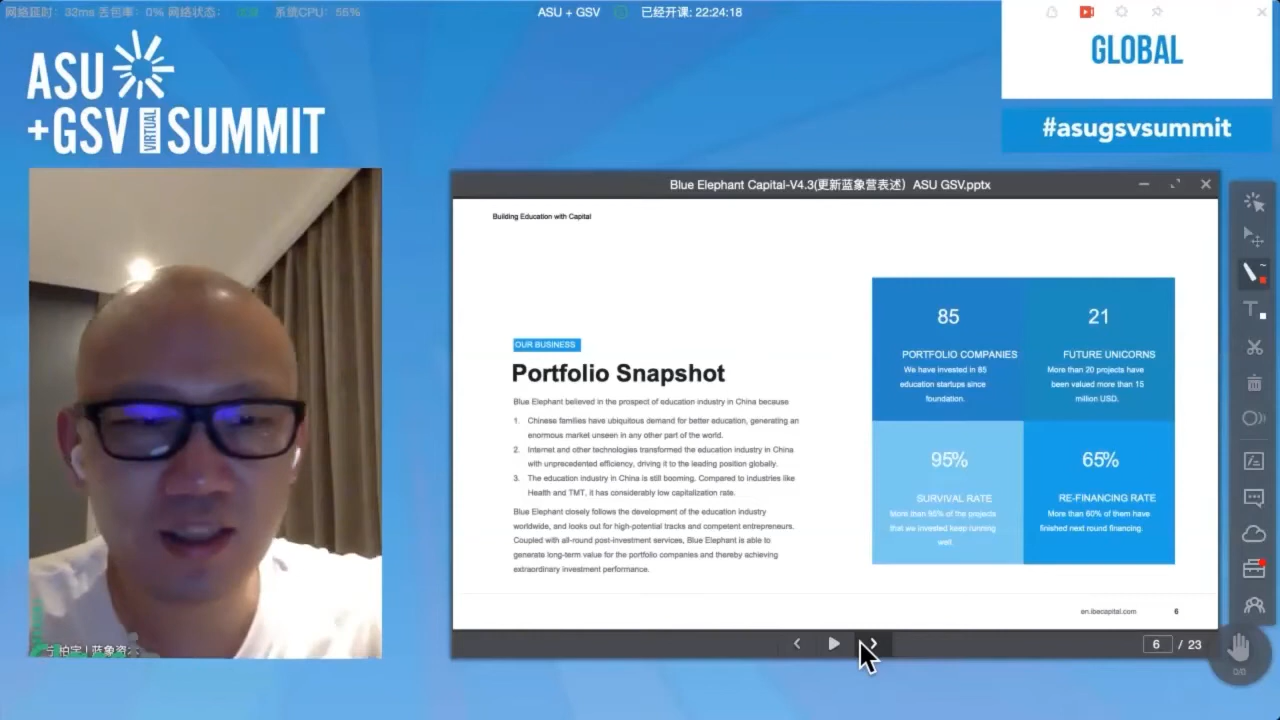 网络延时: 33ms 丢包率: 0% 网络状态:
系统CPU: 56%
ASU + GSV
已经开课: 22:24:18
ASU
+GSV VIRTUAL SUMMIT
GLOBAL
#asugsvsummit
Blue Elephant Capital-V4.3(更新蓝象营表述）ASU GSV.pptx
Building Education with Capital
OUR BUSINESS
Portfolio Snapshot
Blue Elephant believed in the prospect of education industry in China because
1. Chinese families have ubiquitous demand for better education, generating an
enormous market unseen in any other part of the world.
2. Internet and other technologies transformed the education industry in China
with unprecedented efficiency, driving it to the leading position globally.
3. The education industry in China is still booming. Compared to industries like
Health and TMT, it has considerably low capitalization rate.
Blue Elephant closely follows the development of the education industry
worldwide, and looks out for high-potential tracks and competent entrepreneurs.
Coupled with all-round post-investment services, Blue Elephant is able to
generate long-term value for the portfolio companies and thereby achieving
extraordinary investment performance.
85
PORTFOLIO COMPANIES
We have invested in 85
education startups since
foundation.
21
FUTURE UNICORNS
More than 20 projects have
been valued more than 15
million USD.
95%
SURVIVAL RATE
More than 95% of the projects
that we invested keep running
well.
65%
RE-FINANCING RATE
More than 60% of them have
finished next round financing.
en.ibecapital.com
6
6 / 23
宁柏宇 | 蓝象资
0/0